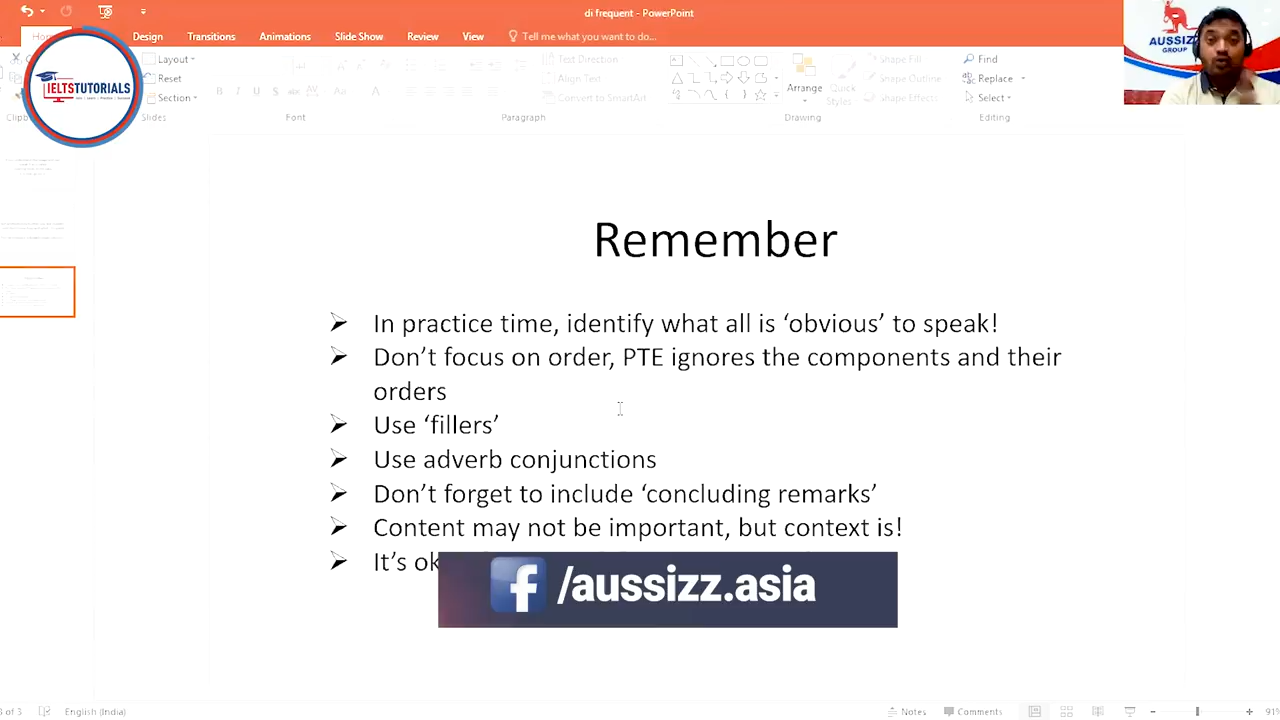 di frequent - PowerPoint
Design Transitions Animations Slide Show Review View Tell me what you want to do...
IELTSTUTORIALS
AUSSIZZ
GROUP
Layout
Reset
Section
Slides
B I U S abc AV Aa A
Font
Text Direction
Align Text
Convert to SmartArt
Paragraph
Arrange
Quick
Styles
Shape Fill
Shape Outline
Shape Effects
Drawing
Find
Replace
Select
Editing
Remember
In practice time, identify what all is ‘obvious’ to speak!
Don’t focus on order, PTE ignores the components and their
orders
Use ‘fillers’
Use adverb conjunctions
Don’t forget to include ‘concluding remarks’
Content may not be important, but context is!
It’s ok
f /aussizz.asia
of 3 English (India) Notes Comments 91%